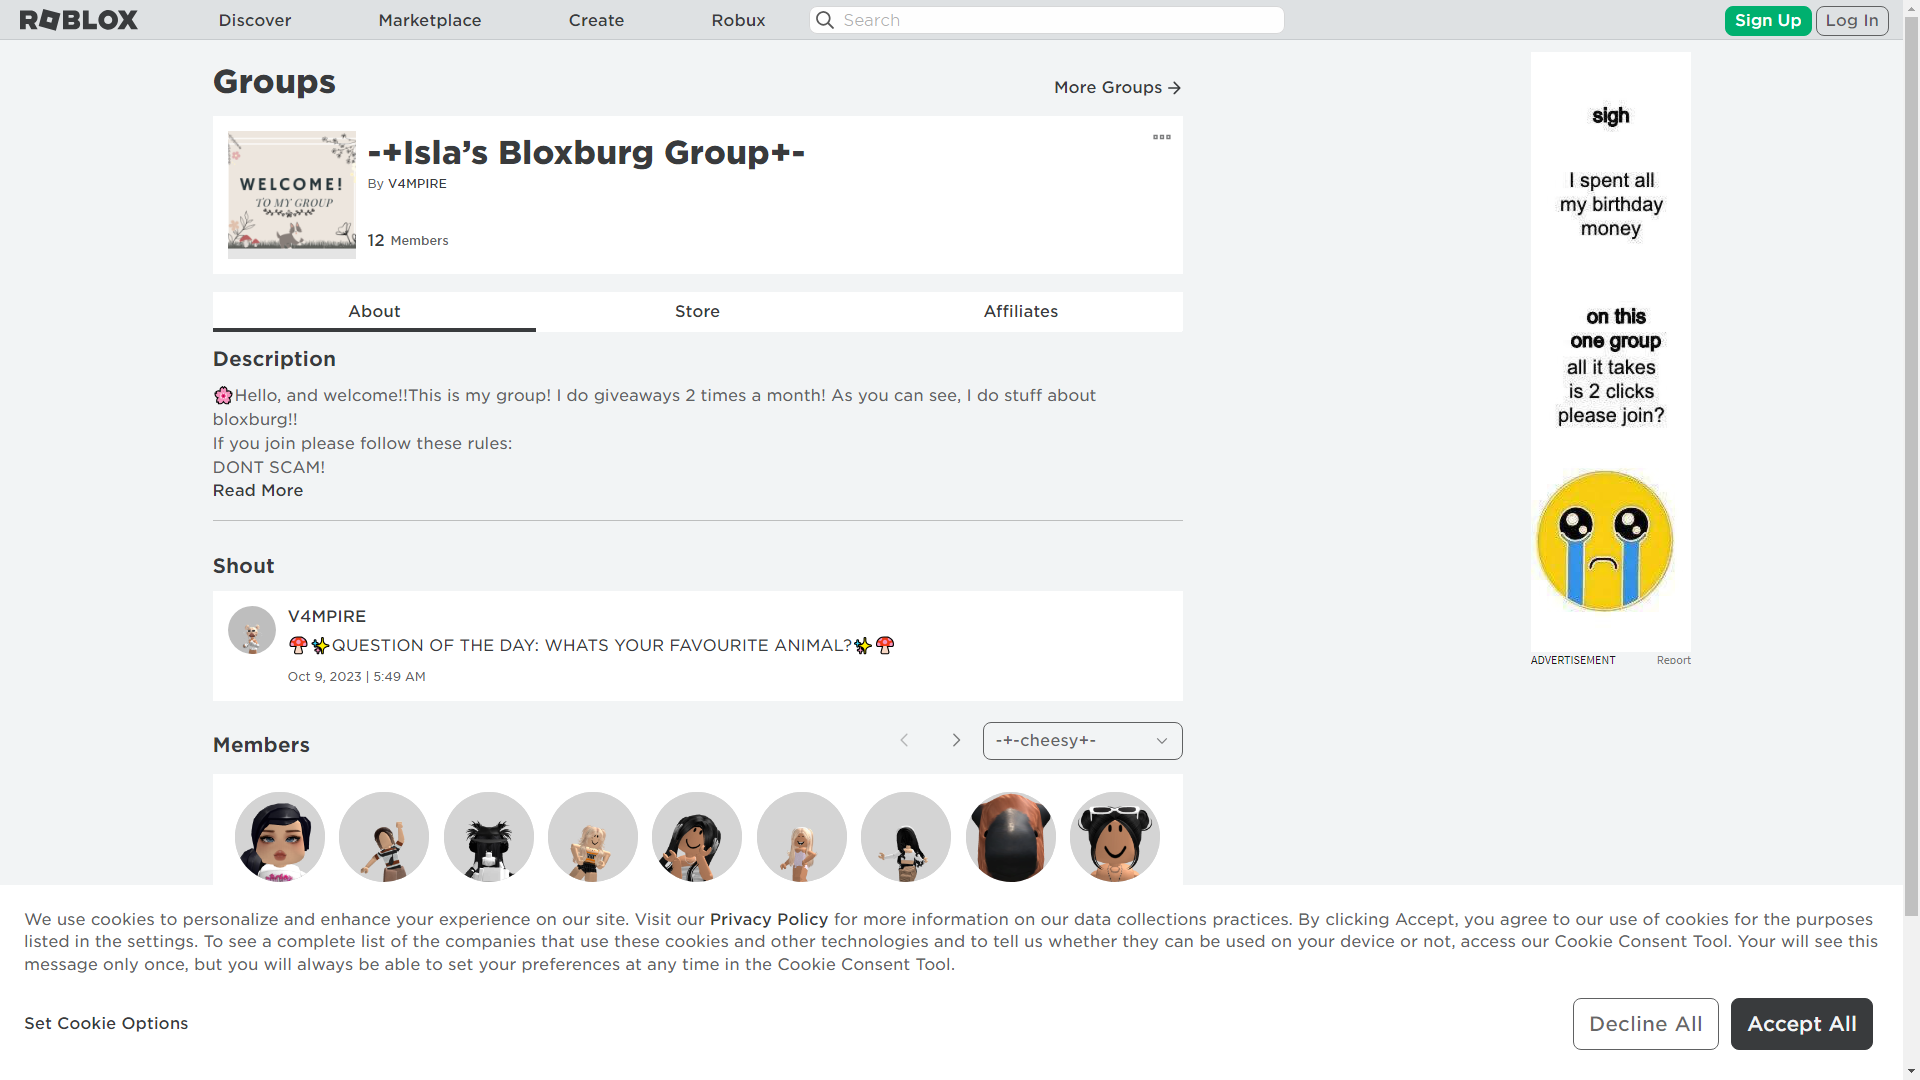 ROBLOX
Discover
Marketplace
Create
Robux
Search
Sign Up
Log In
Groups
More Groups
WELCOME!
TO MY GROUP
-+Isla’s Bloxburg Group+-
By V4MPIRE
12 Members
About
Store
Affiliates
Description
🌸Hello, and welcome!!This is my group! I do giveaways 2 times a month! As you can see, I do stuff about
bloxburg!!
If you join please follow these rules:
DONT SCAM!
Read More
Shout
V4MPIRE
🍄✨QUESTION OF THE DAY: WHATS YOUR FAVOURITE ANIMAL?✨🍄
Oct 9, 2023 | 5:49 AM
Members
-+-cheesy+-
sigh
I spent all
my birthday
money
on this
one group
all it takes
is 2 clicks
please join?
ADVERTISEMENT
Report
We use cookies to personalize and enhance your experience on our site. Visit our Privacy Policy for more information on our data collections practices. By clicking Accept, you agree to our use of cookies for the purposes
listed in the settings. To see a complete list of the companies that use these cookies and other technologies and to tell us whether they can be used on your device or not, access our Cookie Consent Tool. Your will see this
message only once, but you will always be able to set your preferences at any time in the Cookie Consent Tool.
Set Cookie Options
Decline All
Accept All